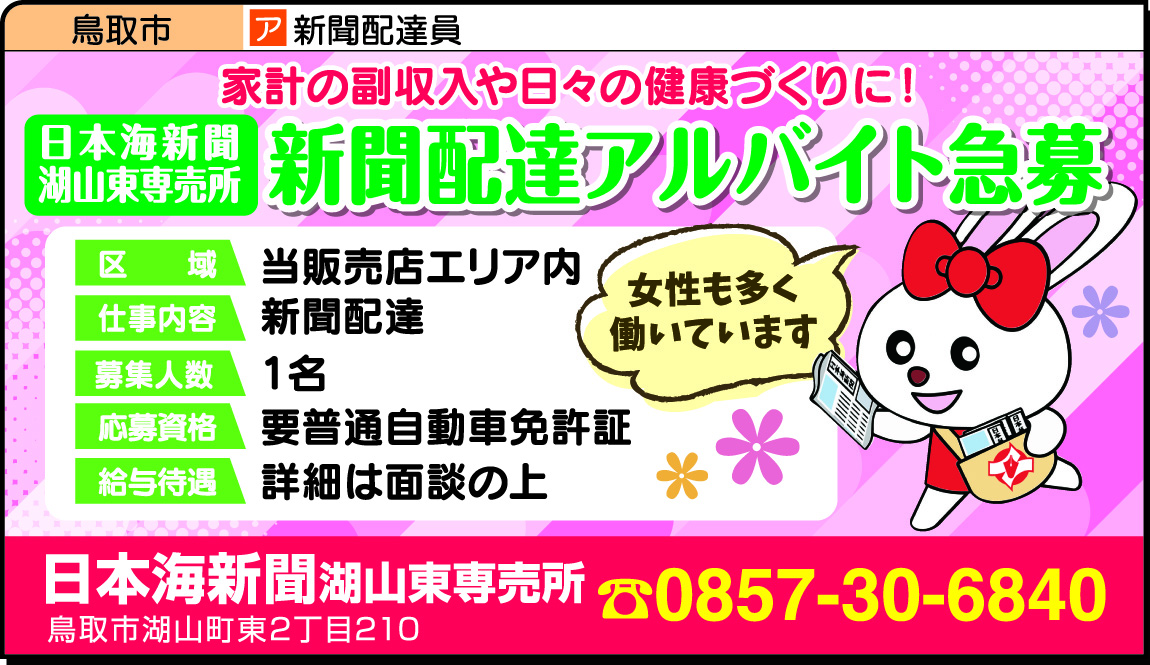 鳥取市 ア 新聞配達員
家計の副収入や日々の健康づくりに！
日本海新聞
湖山東専売所
新聞配達アルバイト急募
区域 当販売店エリア内
仕事内容 新聞配達
募集人数 1名
応募資格 要普通自動車免許証
給与待遇 詳細は面談の上
女性も多く
働いています
日本海新聞
日本海新聞湖山東専売所
鳥取市湖山町東2丁目210
☎0857-30-6840